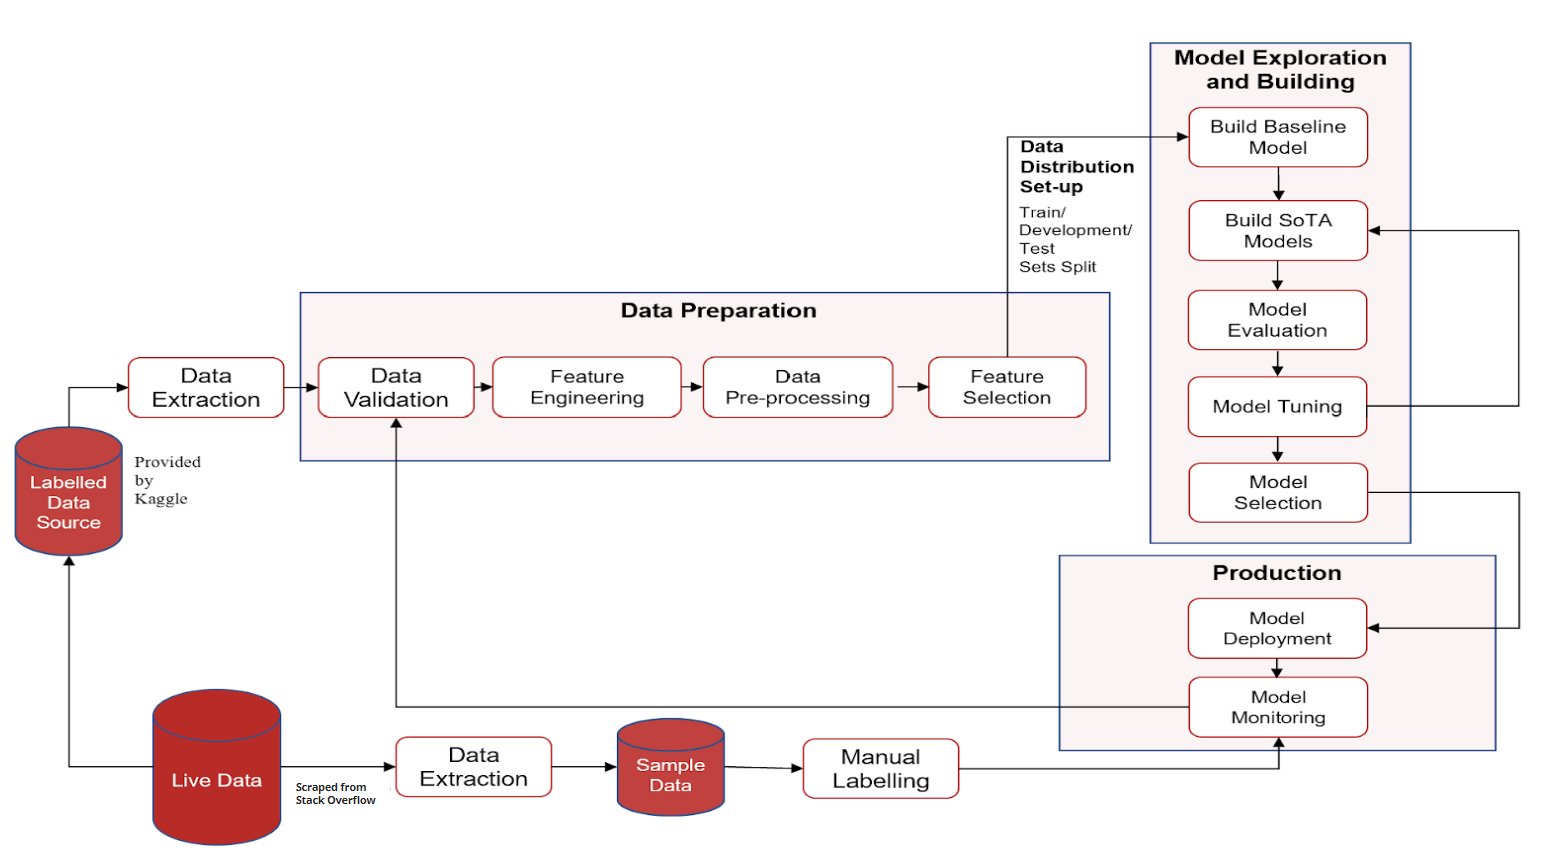 Model Exploration
and Building
Build Baseline
Model
Data
Distribution
Set-up
Train/
Development/
Test
Sets Split
Build SoTA
Models
Model
Evaluation
Model Tuning
Model
Selection
Data Preparation
Data
Extraction
Data
Validation
Feature
Engineering
Data
Pre-processing
Feature
Selection
Labelled
Data
Source
Provided
by
Kaggle
Production
Model
Deployment
Model
Monitoring
Live Data
Scraped from
Stack Overflow
Data
Extraction
Sample
Data
Manual
Labelling